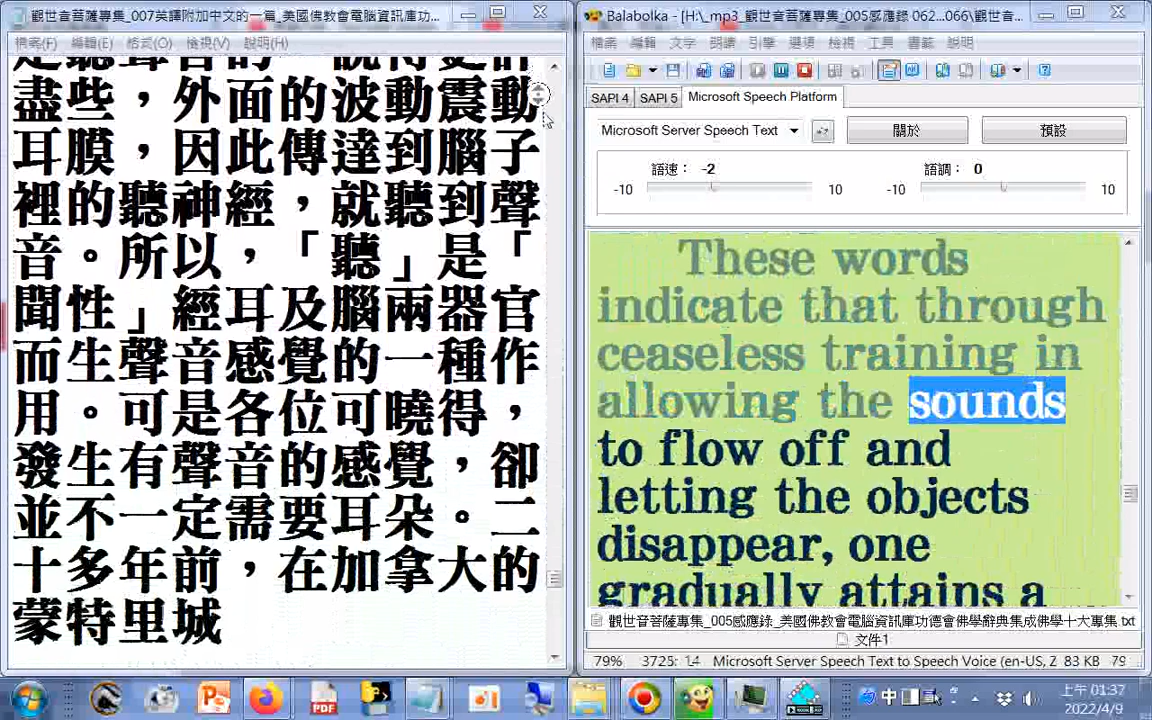 觀世音菩薩專集_007英譯附加中文的一篇_美國佛教會電腦資訊庫功...
檔案(F) 編輯(E) 格式(O) 檢視(V) 說明(H)
盡些，外面的波動震動
耳膜，因此傳達到腦子
裡的聽神經，就聽到聲
音。所以，「聽」是「
聞性」經耳及腦兩器官
而生聲音感覺的一種作
用。可是各位可曉得，
發生有聲音的感覺，卻
並不一定需要耳朵。二
十多年前，在加拿大的
蒙特里城
Balabolka - [H:\_mp3_觀世音菩薩專集_005感應錄 062...066\觀世音...
檔案 編輯 文字 朗讀 引擎 選項 檢視 工具 書籤 說明
SAPI 4 SAPI 5 Microsoft Speech Platform
Microsoft Server Speech Text 關於 預設
語速： -2 語調： 0
-10 10 -10 10
These words
indicate that through
ceaseless training in
allowing the sounds
to flow off and
letting the objects
disappear, one
gradually attains a
觀世音菩薩專集_005感應錄_美國佛教會電腦資訊庫功德會佛學辭典集成佛學十大專集 txt
文件1
79% 3725: 14 Microsoft Server Speech Text to Speech Voice (en-US, Z 83 KB 79
中 上午 01:37
2022/4/9